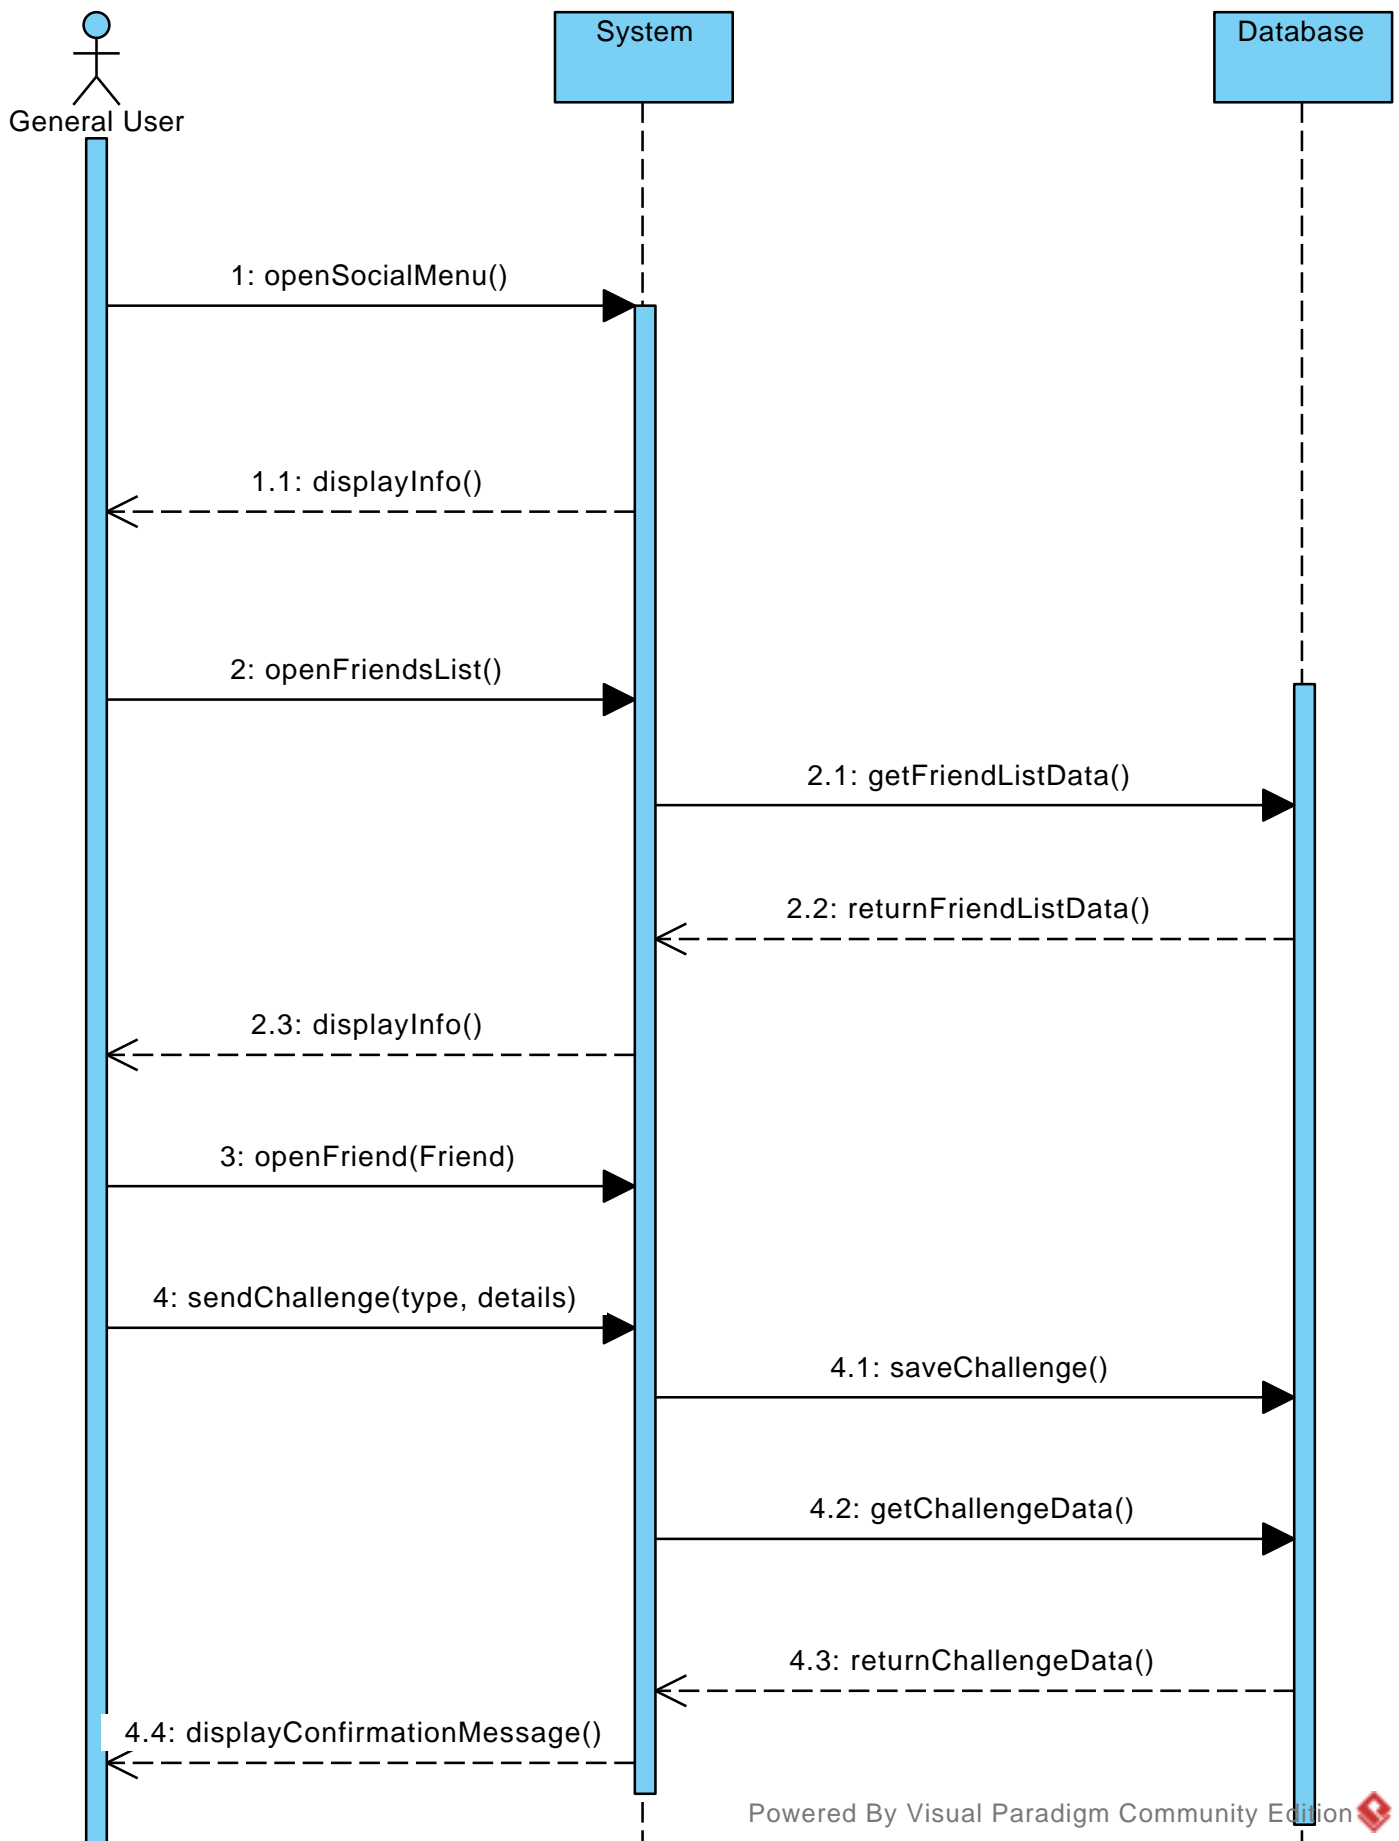 General User
System
Database
1: openSocialMenu()
1.1: displayInfo()
2: openFriendsList()
2.1: getFriendListData()
2.2: returnFriendListData()
2.3: displayInfo()
3: openFriend(Friend)
4: sendChallenge(type, details)
4.1: saveChallenge()
4.2: getChallengeData()
4.3: returnChallengeData()
4.4: displayConfirmationMessage()
Powered By Visual Paradigm Community Edition